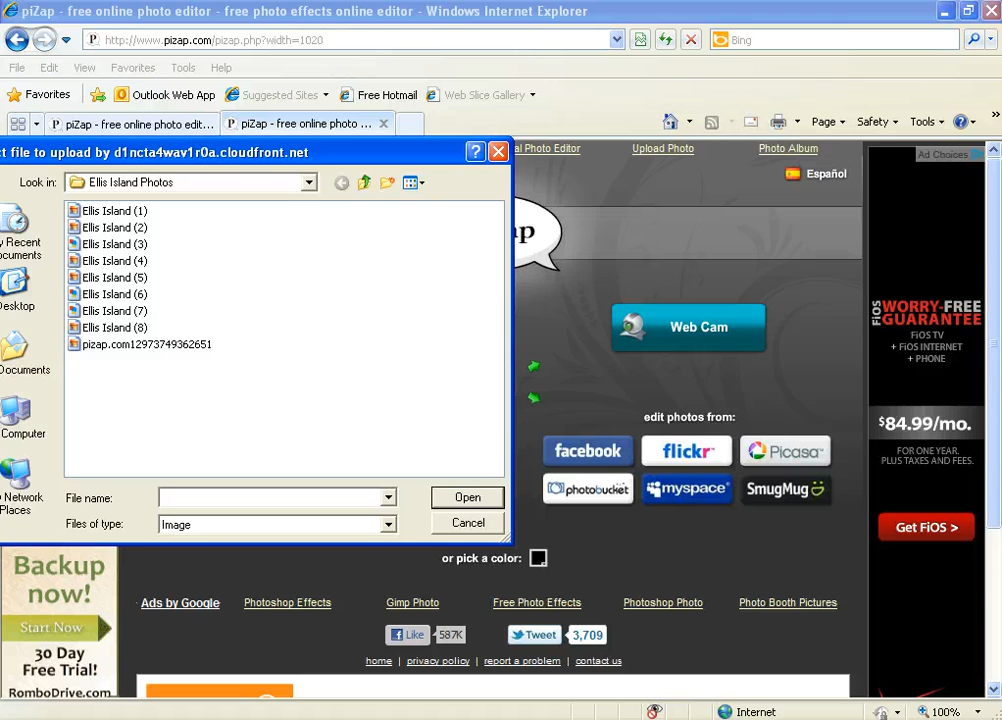 piZap - free online photo editor - free photo effects online editor - Windows Internet Explorer
http://www.pizap.com/pizap.php?width=1020
Bing
File Edit View Favorites Tools Help
Favorites Outlook Web App Suggested Sites Free Hotmail Web Slice Gallery
piZap - free online photo edit... piZap - free online photo ... Page Safety Tools
ct file to upload by d1ncta4wav1r0a.cloudfront.net
Look in: Ellis Island Photos
Ellis Island (1)
Ellis Island (2)
Ellis Island (3)
Ellis Island (4)
Ellis Island (5)
Ellis Island (6)
Ellis Island (7)
Ellis Island (8)
pizap.com12973749362651
y Recent
ocuments
Desktop
Documents
Computer
Network
Places
File name: Open
Files of type: Image Cancel
al Photo Editor Upload Photo Photo Album
Español
ap
Web Cam
edit photos from:
facebook flickr Picasa
photobucket myspace SmugMug
or pick a color:
Ad Choices
FiOS WORRY-FREE GUARANTEE
FiOS TV
+ FiOS INTERNET
+ PHONE
$84.99/mo.
FOR ONE YEAR.
PLUS TAXES AND FEES.
Get FiOS >
Backup
now!
Start Now
30 Day
Free Trial!
RomboDrive.com
Ads by Google Photoshop Effects Gimp Photo Free Photo Effects Photoshop Photo Photo Booth Pictures
Like 587K Tweet 3,709
home | privacy policy | report a problem | contact us
Internet 100%